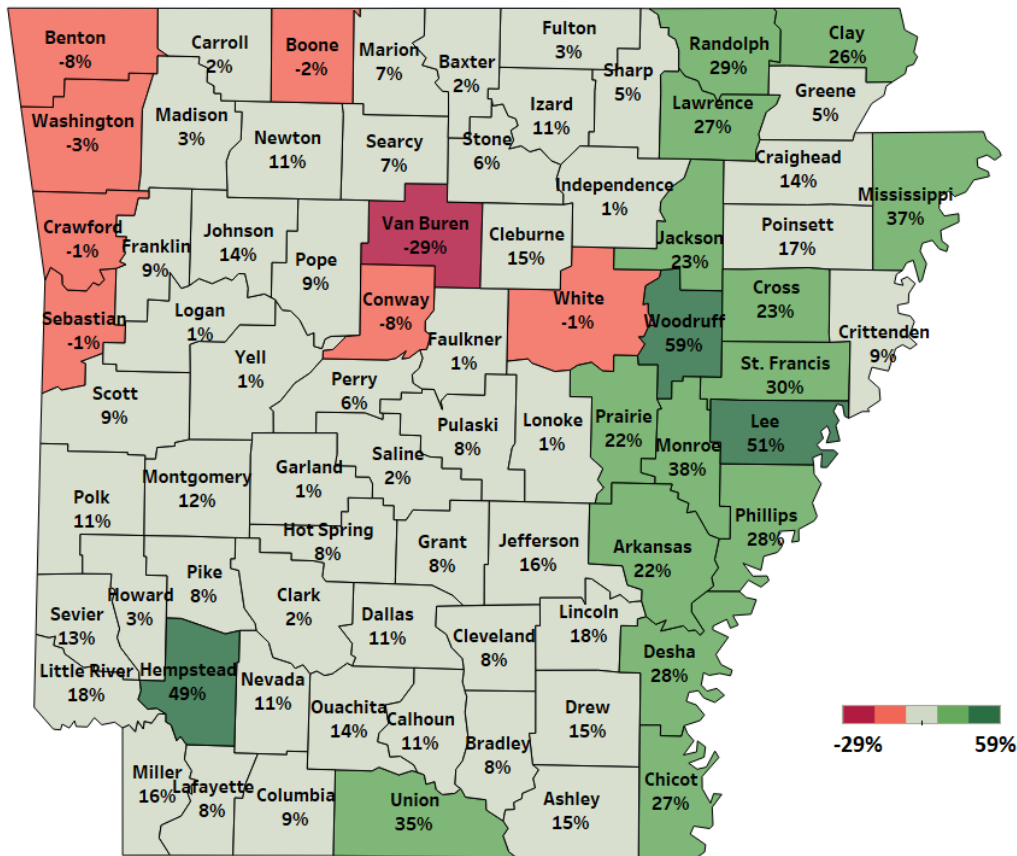 Benton
-8%
Carroll
2%
Boone
-2%
Marion
7%
Baxter
2%
Fulton
3%
Sharp
5%
Randolph
29%
Clay
26%
Washington
-3%
Madison
3%
Newton
11%
Searcy
7%
Stone
6%
Izard
11%
Lawrence
27%
Greene
5%
Crawford
-1%
Franklin
9%
Johnson
14%
Pope
9%
Van Buren
-29%
Cleburne
15%
Independence
1%
Jackson
23%
Craighead
14%
Poinsett
17%
Mississippi
37%
Sebastian
-1%
Logan
1%
Conway
-8%
Faulkner
1%
White
-1%
Woodruff
59%
Cross
23%
Crittenden
9%
Scott
9%
Yell
1%
Perry
6%
Pulaski
8%
Lonoke
1%
Prairie
22%
Monroe
38%
St. Francis
30%
Lee
51%
Polk
11%
Montgomery
12%
Garland
1%
Saline
2%
Hot Spring
8%
Grant
8%
Jefferson
16%
Arkansas
22%
Phillips
28%
Sevier
13%
Howard
3%
Pike
8%
Clark
2%
Dallas
11%
Cleveland
8%
Lincoln
18%
Desha
28%
Little River
18%
Hempstead
49%
Nevada
11%
Ouachita
14%
Calhoun
11%
Bradley
8%
Drew
15%
Miller
16%
Lafayette
8%
Columbia
9%
Union
35%
Ashley
15%
Chicot
27%
-29%
59%